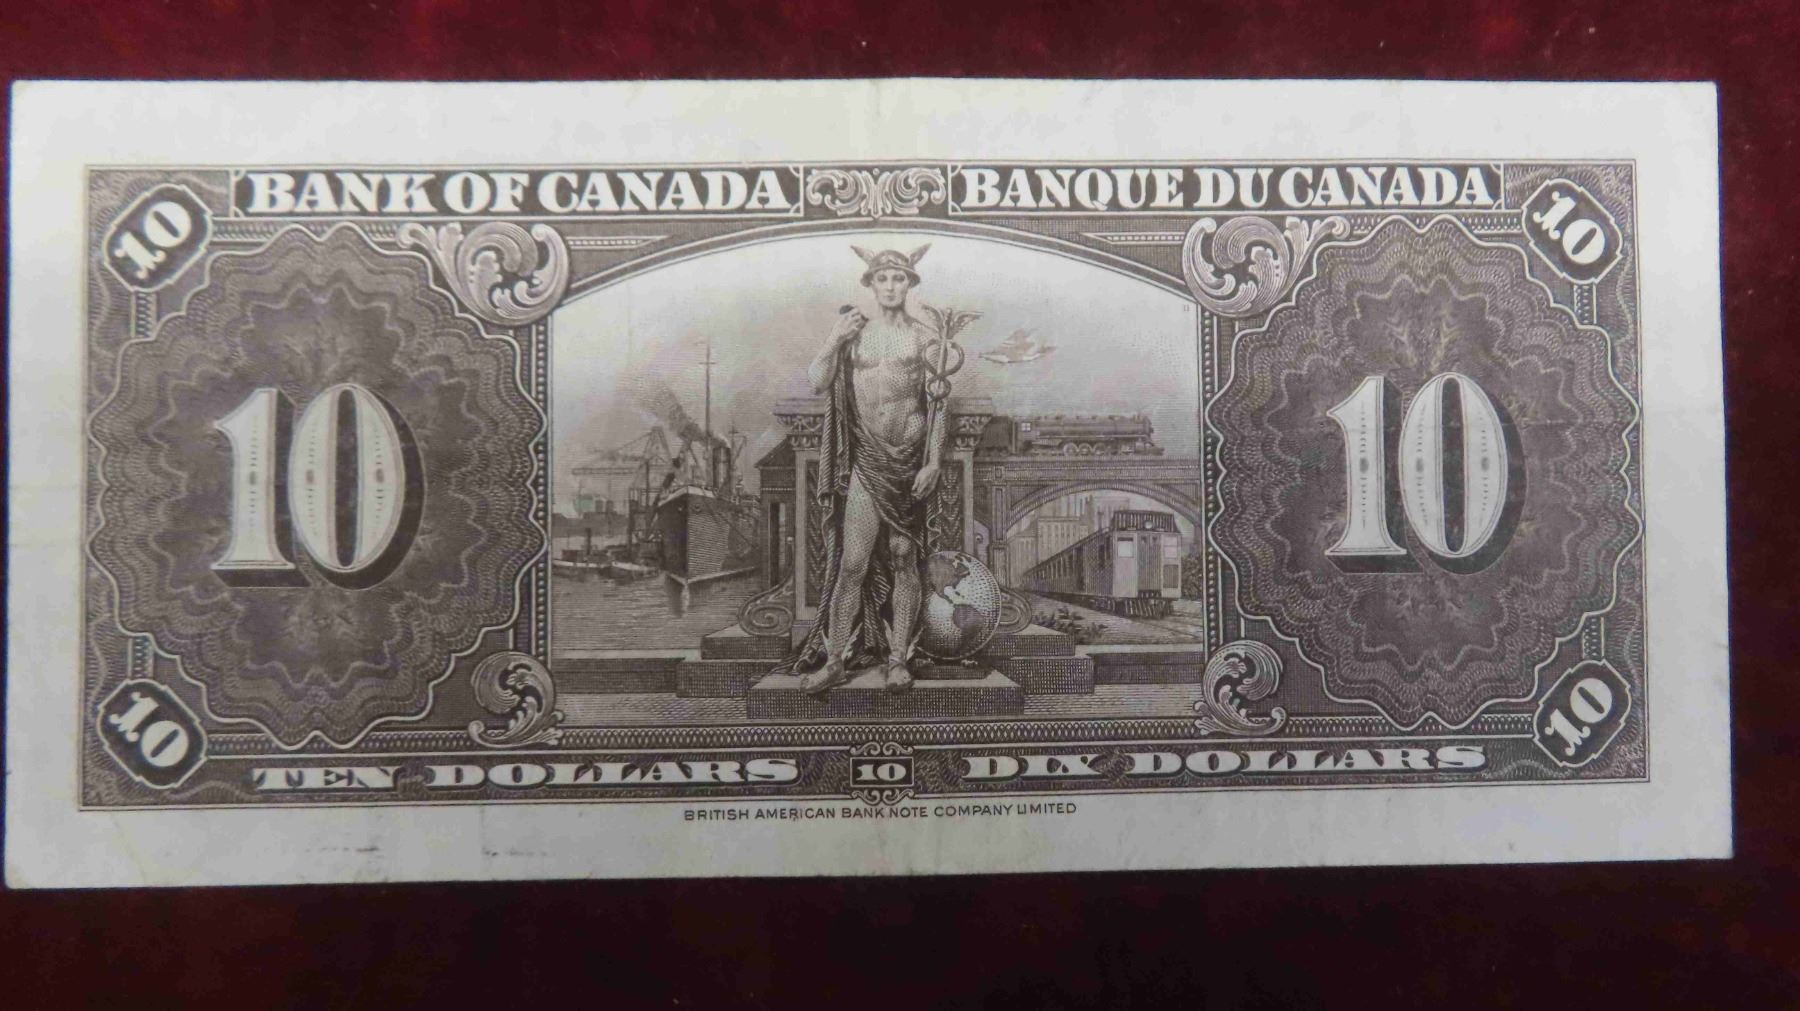 BANK OF CANADA BANQUE DU CANADA
10 10
10 10
10 10
TEN DOLLARS 10 DIX DOLLARS
BRITISH AMERICAN BANK NOTE COMPANY LIMITED